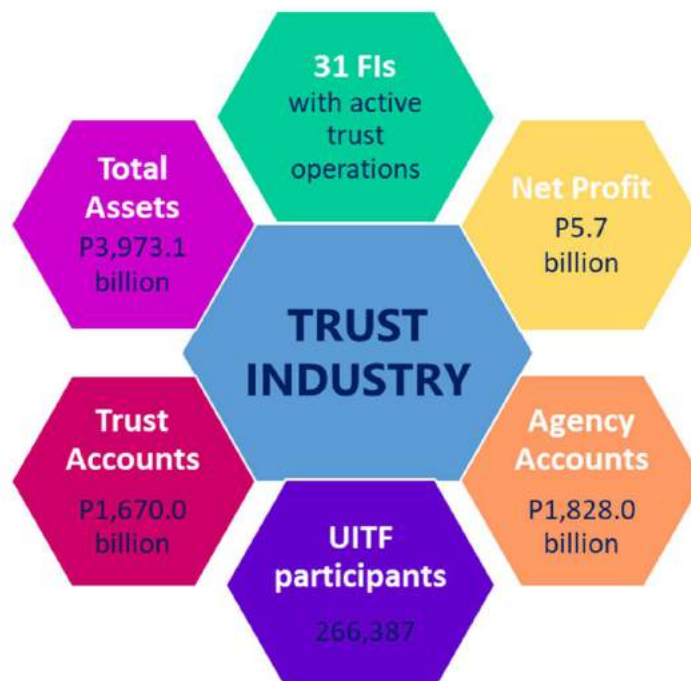 31 FIs
with active
trust
operations
Total
Assets
P3,973.1
billion
Net Profit
P5.7
billion
TRUST
INDUSTRY
Trust
Accounts
P1,670.0
billion
Agency
Accounts
P1,828.0
billion
UITF
participants
266,387